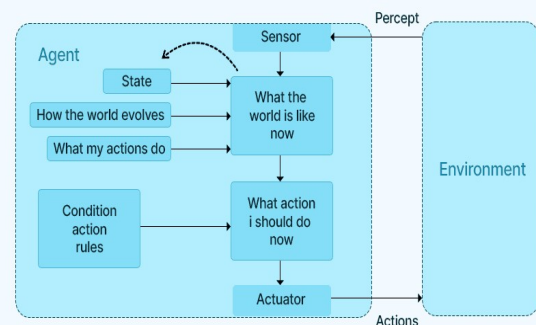 Percept
Sensor
Agent
State
How the world evolves
What my actions do
What the
world is like
now
Environment
Condition
action
rules
What action
i should do
now
Actuator
Actions